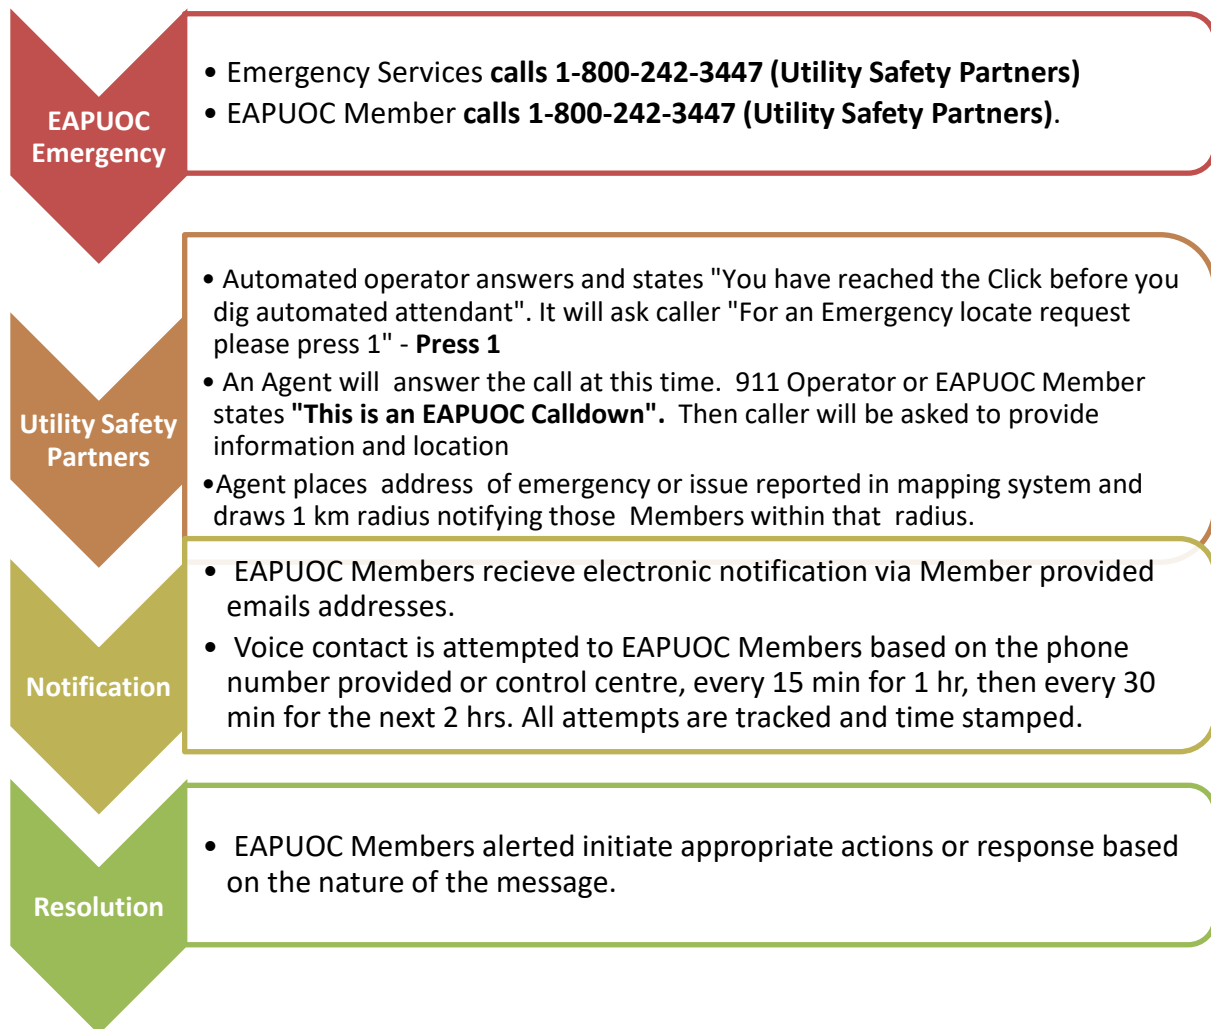 EAPUOC
Emergency
• Emergency Services calls 1-800-242-3447 (Utility Safety Partners)
• EAPUOC Member calls 1-800-242-3447 (Utility Safety Partners).
Utility Safety
Partners
• Automated operator answers and states "You have reached the Click before you
dig automated attendant". It will ask caller "For an Emergency locate request
please press 1" - Press 1
• An Agent will answer the call at this time. 911 Operator or EAPUOC Member
states "This is an EAPUOC Calldown". Then caller will be asked to provide
information and location
•Agent places address of emergency or issue reported in mapping system and
draws 1 km radius notifying those Members within that radius.
Notification
• EAPUOC Members recieve electronic notification via Member provided
emails addresses.
• Voice contact is attempted to EAPUOC Members based on the phone
number provided or control centre, every 15 min for 1 hr, then every 30
min for the next 2 hrs. All attempts are tracked and time stamped.
Resolution
• EAPUOC Members alerted initiate appropriate actions or response based
on the nature of the message.